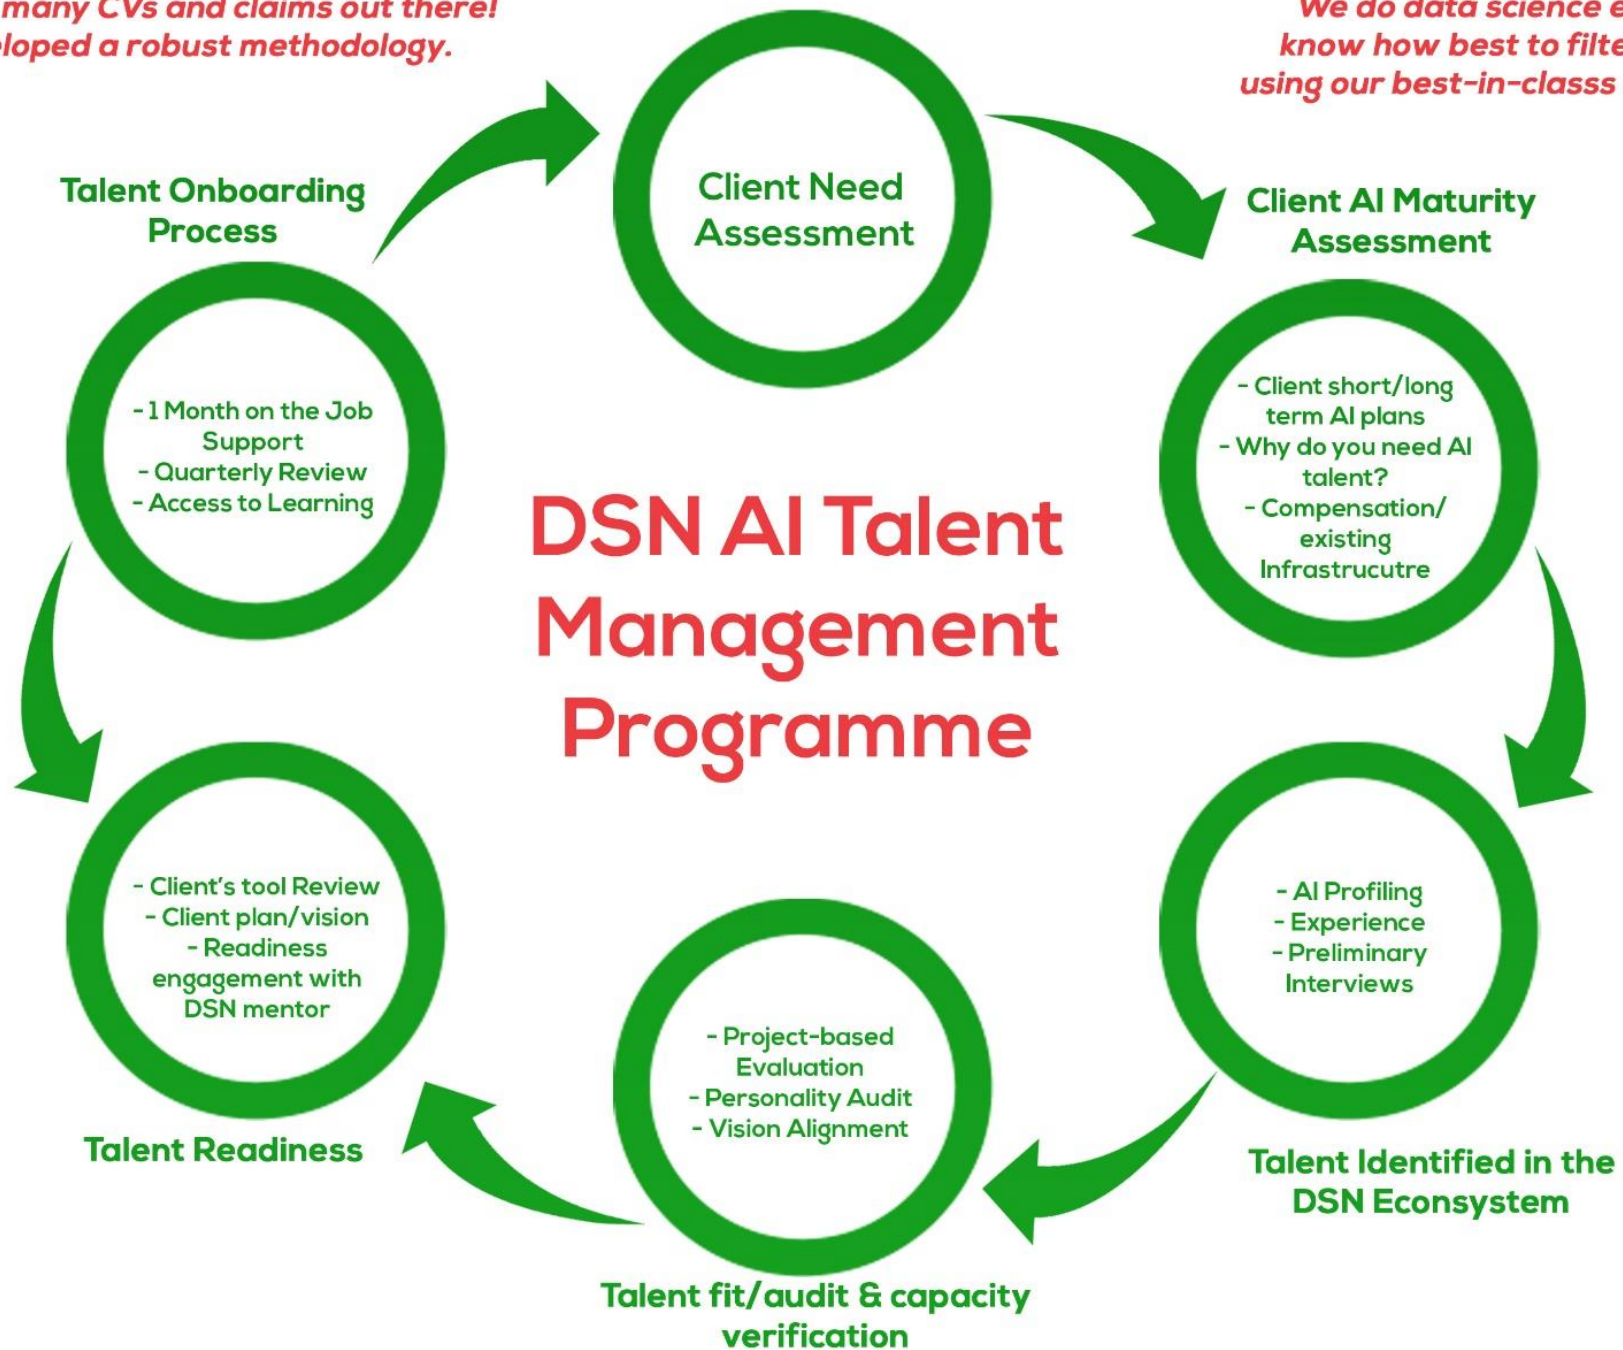 many CVs and claims out there!
loped a robust methodology.
We do data science e
know how best to filte
using our best-in-classs
Client Need
Assessment
Client AI Maturity
Assessment
- Client short/long
term AI plans
- Why do you need AI
talent?
- Compensation/
existing
Infrastrucutre
- AI Profiling
- Experience
- Preliminary
Interviews
Talent Identified in the
DSN Econsystem
- Project-based
Evaluation
- Personality Audit
- Vision Alignment
Talent fit/audit & capacity
verification
- Client's tool Review
- Client plan/vision
- Readiness
engagement with
DSN mentor
Talent Readiness
Talent Onboarding
Process
- 1 Month on the Job
Support
- Quarterly Review
- Access to Learning
DSN AI Talent
Management
Programme